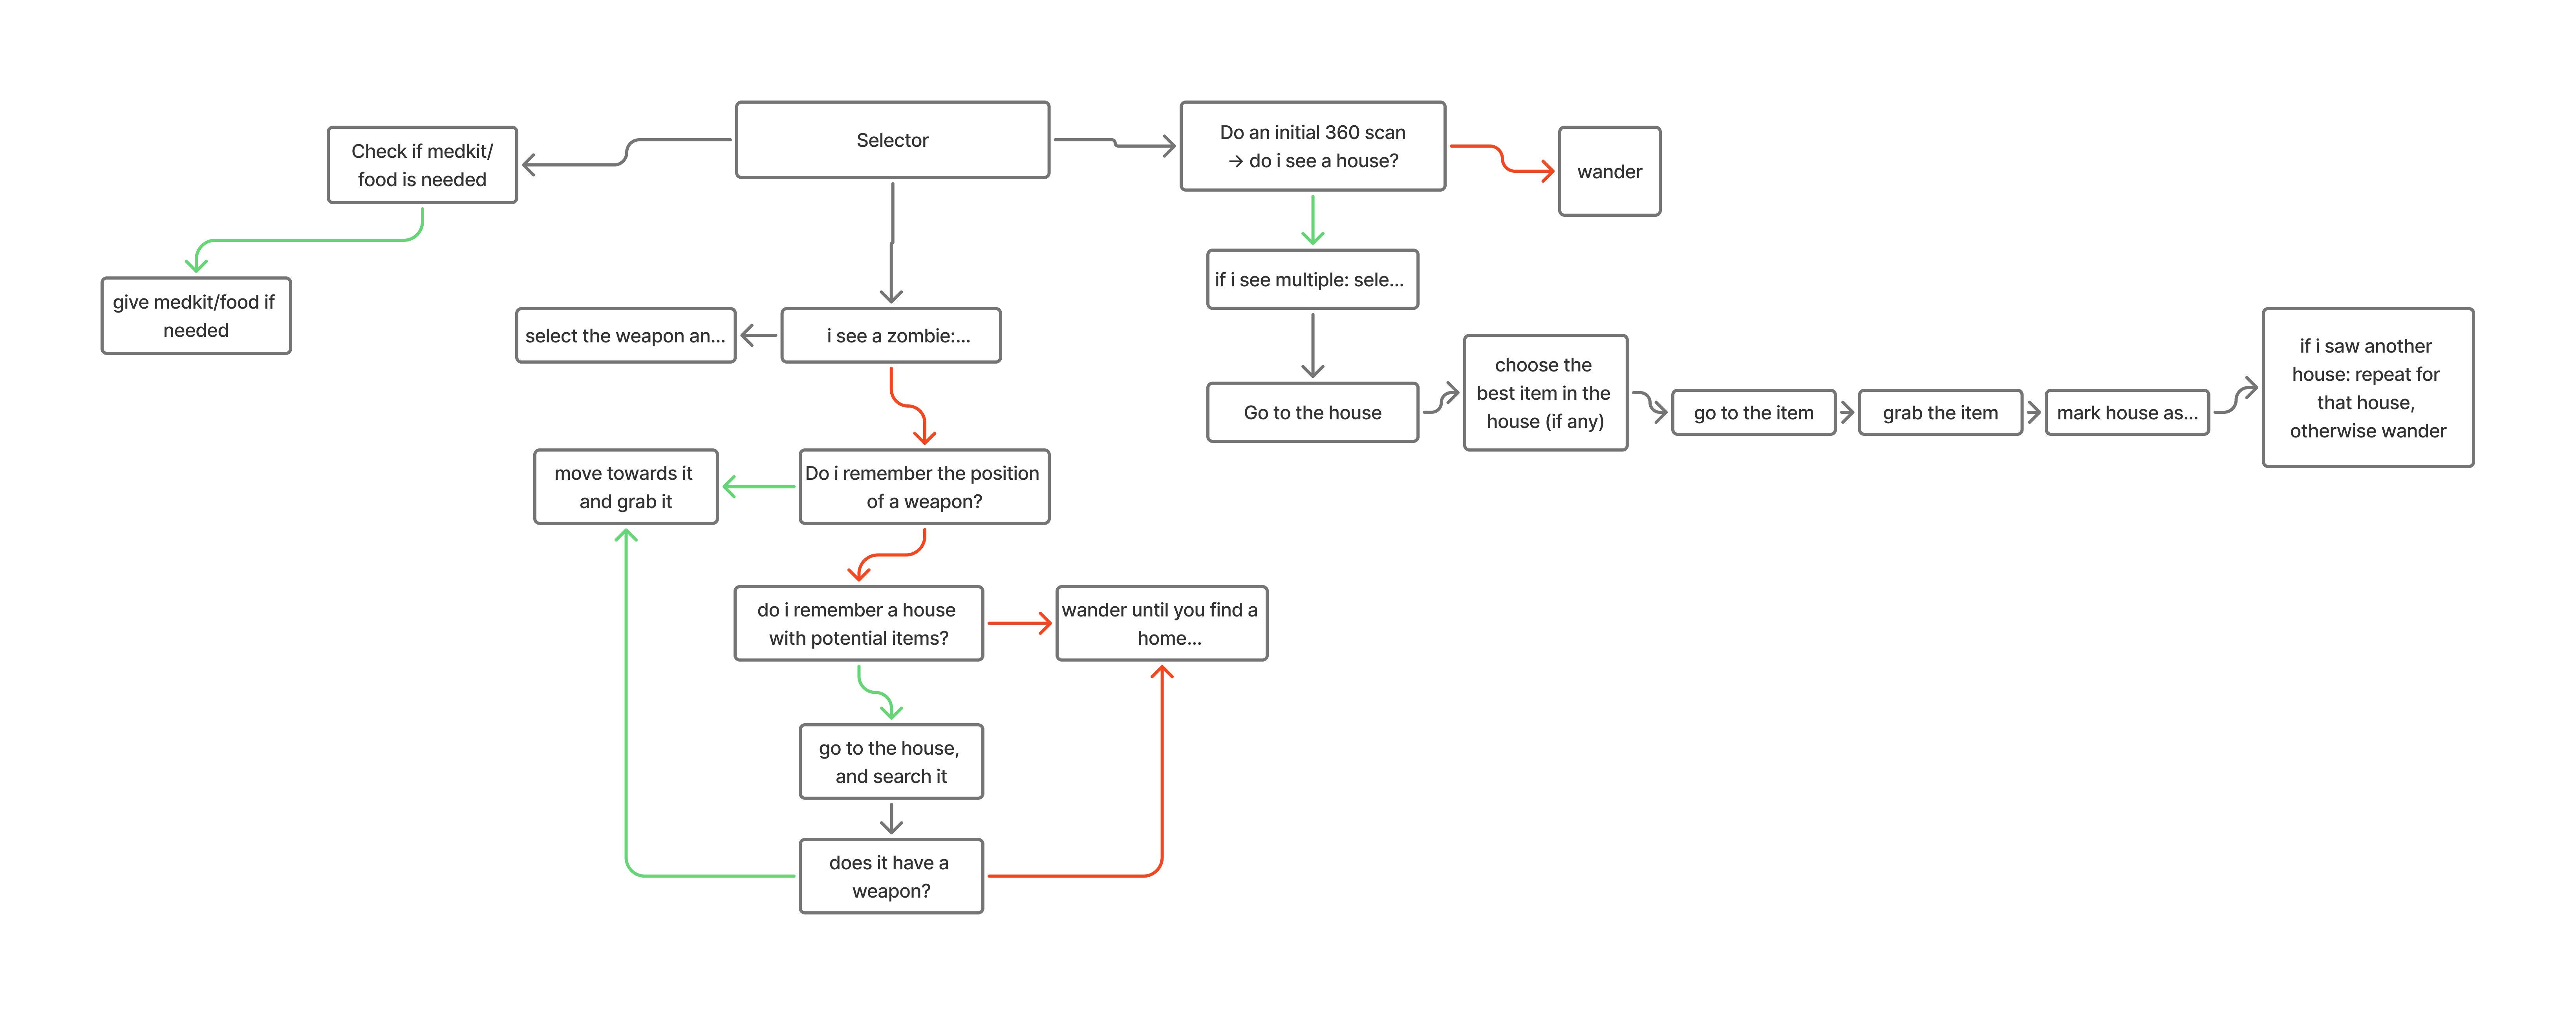 Selector
Check if medkit/
food is needed
give medkit/food if
needed
Do an initial 360 scan
→ do i see a house?
wander
if i see multiple: sele...
select the weapon an...
i see a zombie:...
Go to the house
choose the
best item in the
house (if any)
go to the item
grab the item
mark house as...
if i saw another
house: repeat for
that house,
otherwise wander
move towards it
and grab it
Do i remember the position
of a weapon?
do i remember a house
with potential items?
wander until you find a
home...
go to the house,
and search it
does it have a
weapon?